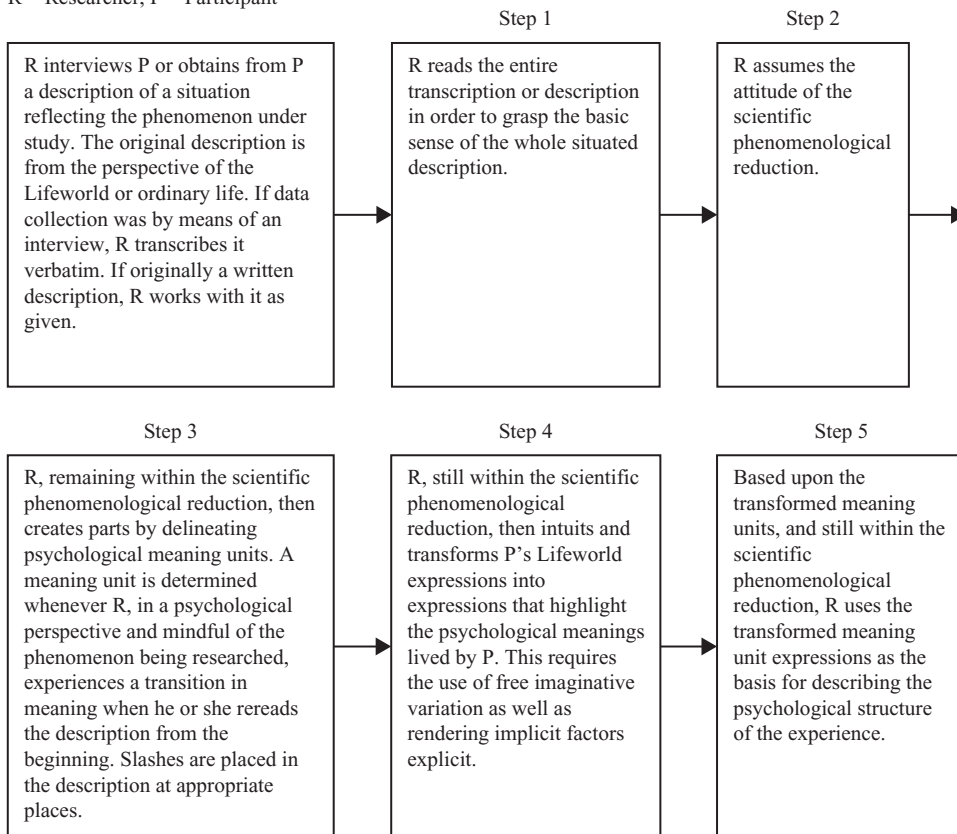 R = Researcher, P = Participant
R interviews P or obtains from P
a description of a situation
reflecting the phenomenon under
study. The original description is
from the perspective of the
Lifeworld or ordinary life. If data
collection was by means of an
interview, R transcribes it
verbatim. If originally a written
description, R works with it as
given.
Step 1
R reads the entire
transcription or description
in order to grasp the basic
sense of the whole situated
description.
Step 2
R assumes the
attitude of the
scientific
phenomenological
reduction.
Step 3
R, remaining within the scientific
phenomenological reduction, then
creates parts by delineating
psychological meaning units. A
meaning unit is determined
whenever R, in a psychological
perspective and mindful of the
phenomenon being researched,
experiences a transition in
meaning when he or she rereads
the description from the
beginning. Slashes are placed in
the description at appropriate
places.
Step 4
R, still within the scientific
phenomenological
reduction, then intuits and
transforms P's Lifeworld
expressions into
expressions that highlight
the psychological meanings
lived by P. This requires
the use of free imaginative
variation as well as
rendering implicit factors
explicit.
Step 5
Based upon the
transformed meaning
units, and still within the
scientific
phenomenological
reduction, R uses the
transformed meaning
unit expressions as the
basis for describing the
psychological structure
of the experience.